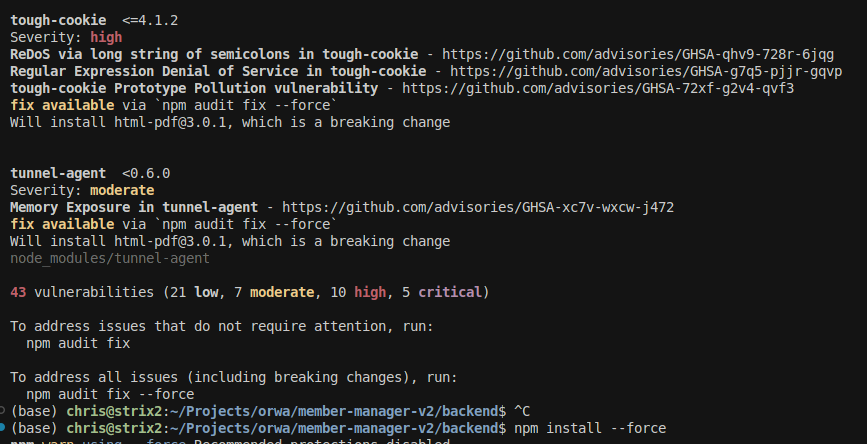 tough-cookie  <=4.1.2
Severity: high
ReDoS via long string of semicolons in tough-cookie - https://github.com/advisories/GHSA-qhv9-728r-6jqg
Regular Expression Denial of Service in tough-cookie - https://github.com/advisories/GHSA-g7q5-pjjr-gqvp
tough-cookie Prototype Pollution vulnerability - https://github.com/advisories/GHSA-72xf-g2v4-qvf3
fix available via `npm audit fix --force`
Will install html-pdf@3.0.1, which is a breaking change
tunnel-agent  <0.6.0
Severity: moderate
Memory Exposure in tunnel-agent - https://github.com/advisories/GHSA-xc7v-wxcw-j472
fix available via `npm audit fix --force`
Will install html-pdf@3.0.1, which is a breaking change
node_modules/tunnel-agent
43 vulnerabilities (21 low, 7 moderate, 10 high, 5 critical)
To address issues that do not require attention, run:
  npm audit fix
To address all issues (including breaking changes), run:
  npm audit fix --force
(base) chris@strix2:~/Projects/orwa/member-manager-v2/backend$ ^C
(base) chris@strix2:~/Projects/orwa/member-manager-v2/backend$ npm install --force
npm warn using --force Recommended protections disabled